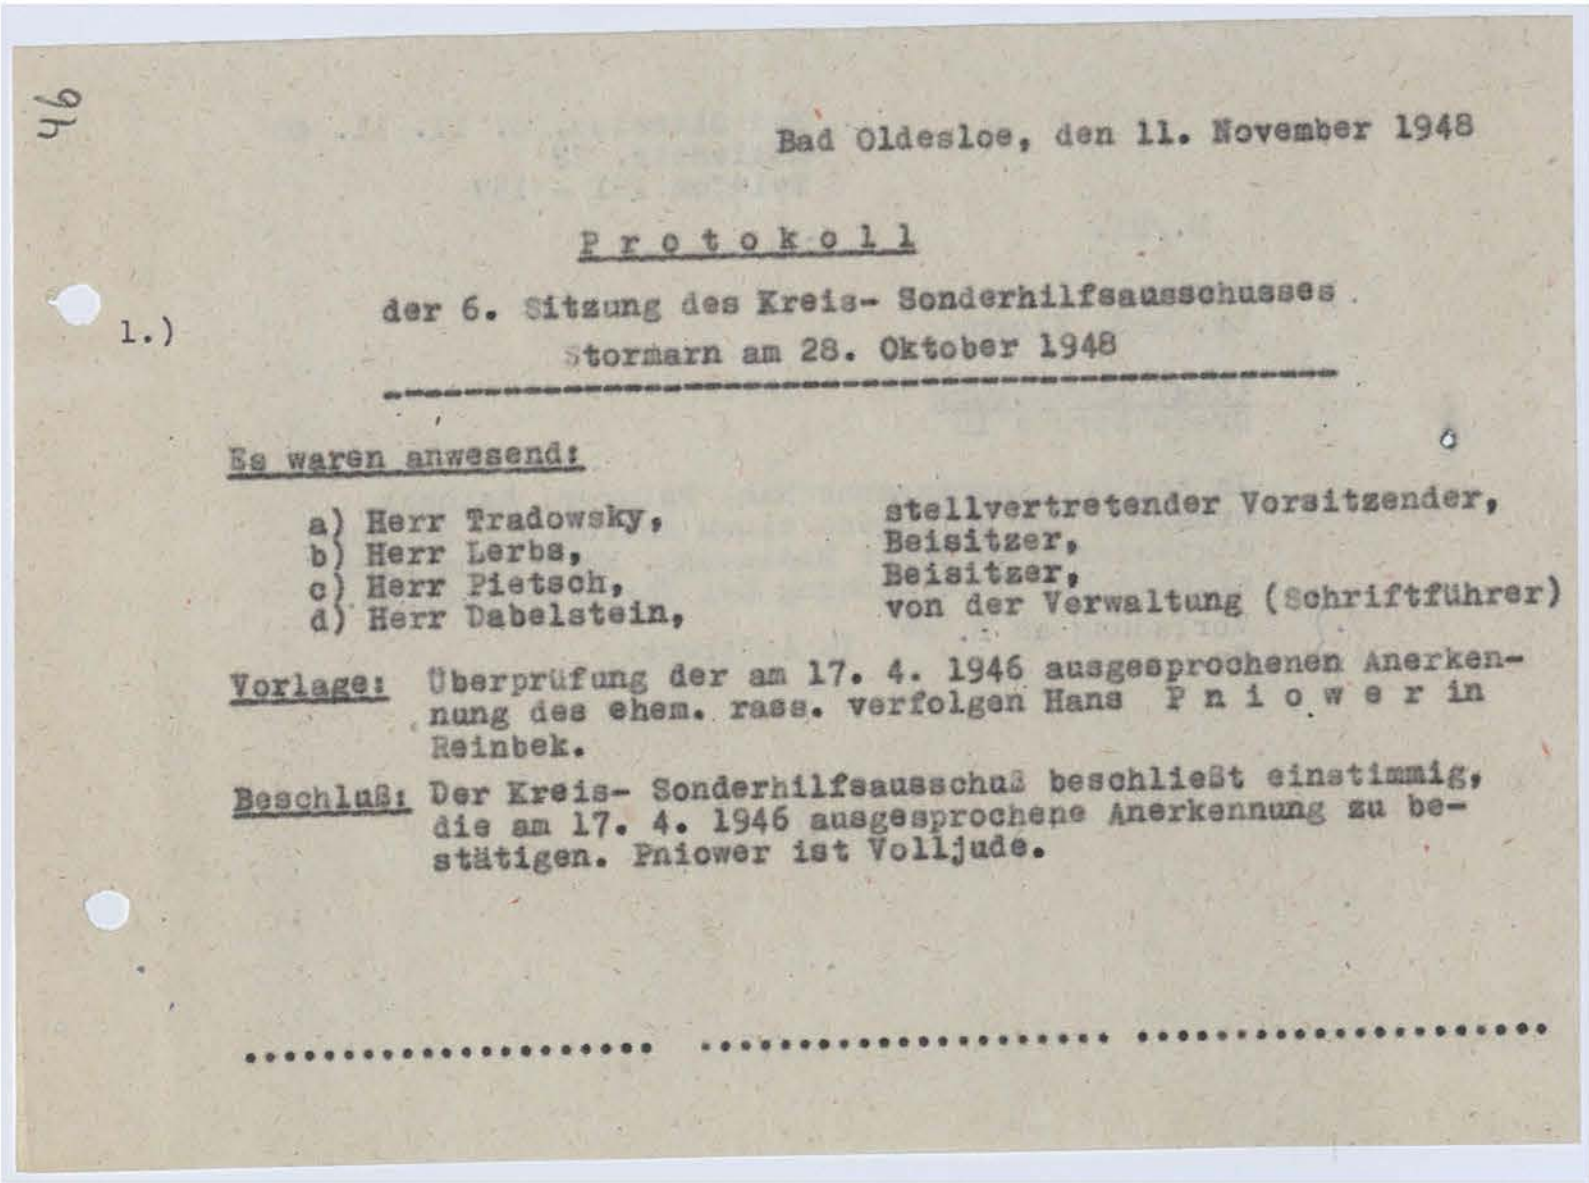 46
Bad Oldesloe, den 11. November 1948
P r o t o k o l l
1.)
der 6. Sitzung des Kreis- Sonderhilfsausschusses
Stormarn am 28. Oktober 1948
Es waren anwesend:
a) Herr Tradowsky, stellvertretender Vorsitzender,
b) Herr Lerbs, Beisitzer,
c) Herr Pietsch, Beisitzer,
d) Herr Dabelstein, von der Verwaltung (Schriftführer)
Vorlage: Überprüfung der am 17. 4. 1946 ausgesprochenen Anerken-
nung des ehem. rass. verfolgen Hans P n i o w e r in
Reinbek.
Beschluß: Der Kreis- Sonderhilfsausschuß beschließt einstimmig,
die am 17. 4. 1946 ausgesprochene Anerkennung zu be-
stätigen. Pniower ist Volljude.